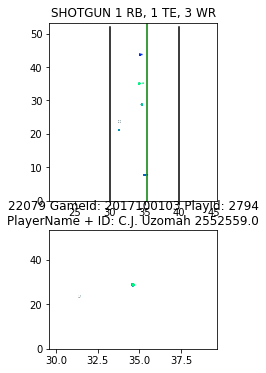 SHOTGUN 1 RB, 1 TE, 3 WR
50
40
30
20
10
0
25 30 35 40 45
22079 GameId: 2017100103 PlayId: 2794
PlayerName + ID: C.J. Uzomah 2552559.0
40
20
0
30.0 32.5 35.0 37.5